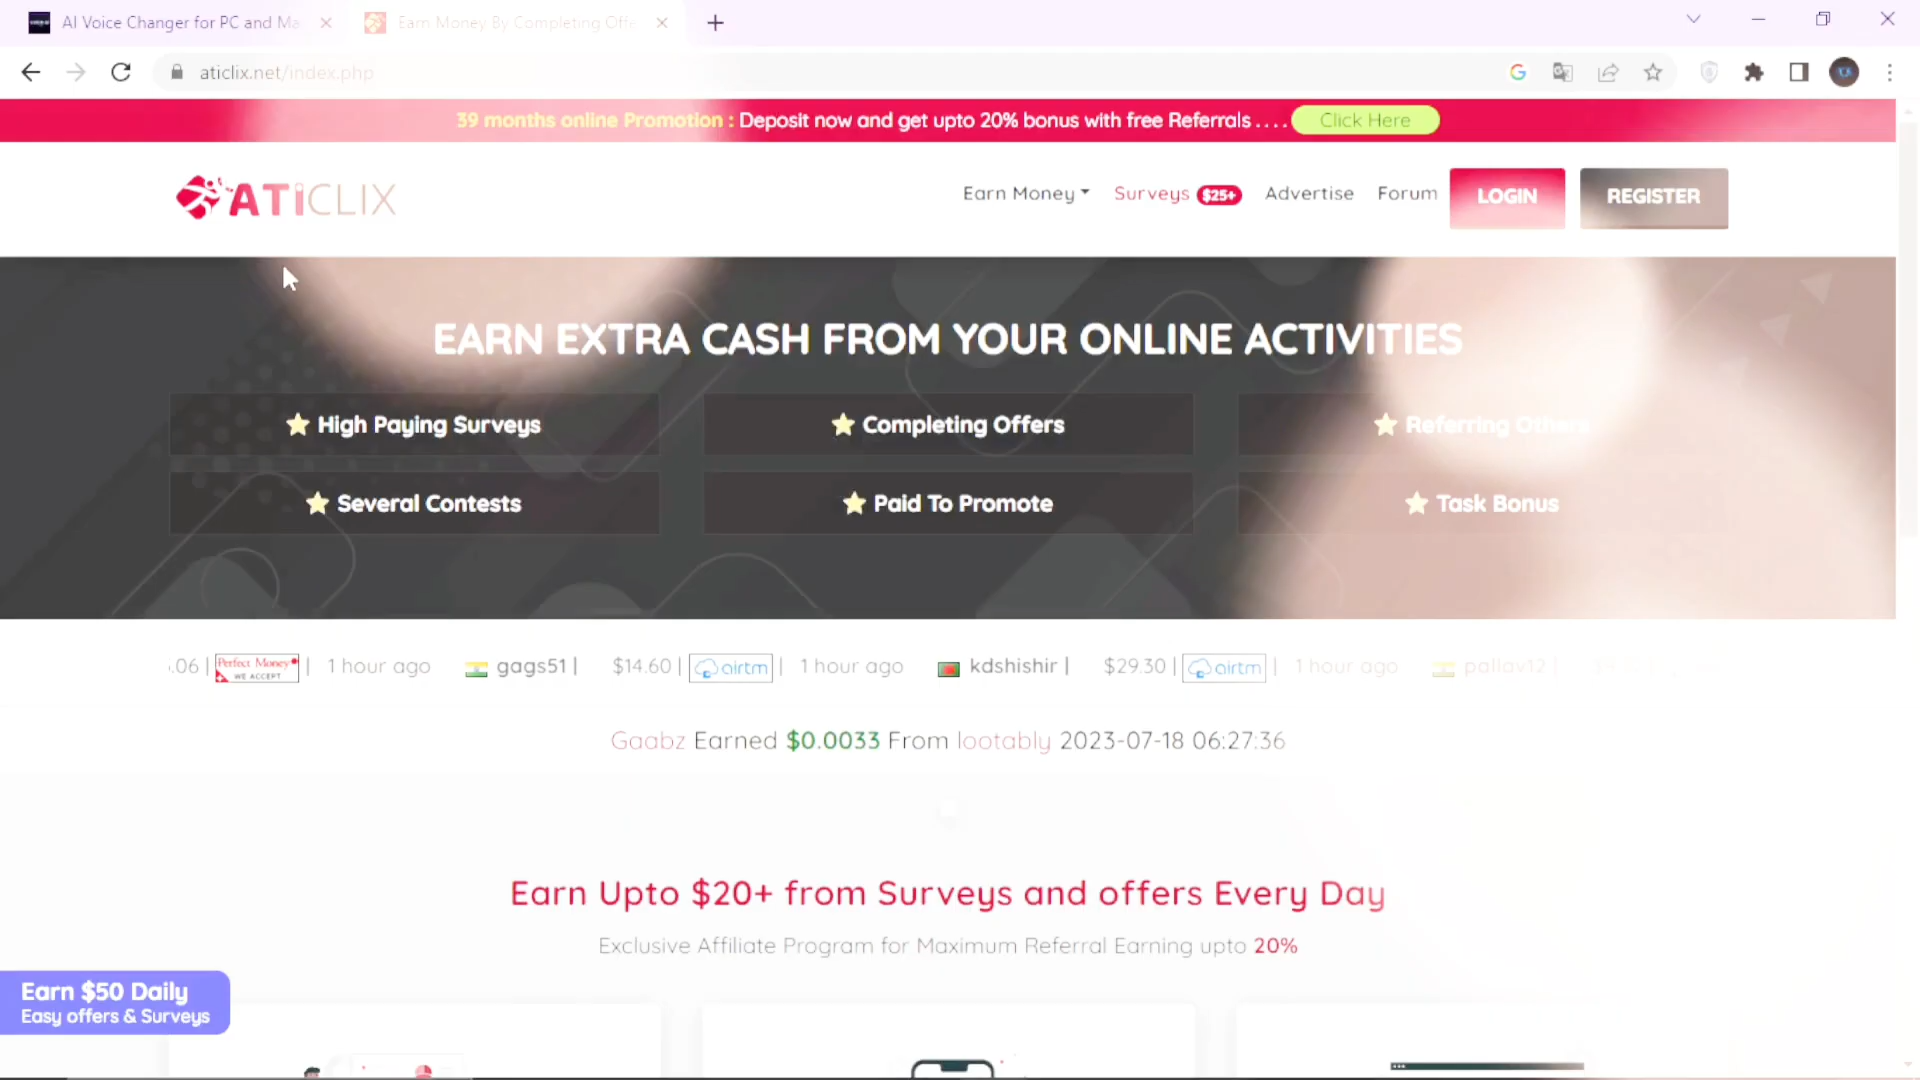 AI Voice Changer for PC and Ma
Earn Money By Completing Offe
aticlix.net/index.php
39 months online Promotion : Deposit now and get upto 20% bonus with free Referrals . . . . Click Here
ATICLIX
Earn Money
Surveys $25+
Advertise
Forum
LOGIN
REGISTER
EARN EXTRA CASH FROM YOUR ONLINE ACTIVITIES
High Paying Surveys
Completing Offers
Referring Others
Several Contests
Paid To Promote
Task Bonus
.06 | Perfect Money WE ACCEPT | 1 hour ago gags51 | $14.60 | airtm | 1 hour ago kdshishir | $29.30 | airtm | 1 hour ago pallav12 |
Gaabz Earned $0.0033 From lootably 2023-07-18 06:27:36
Earn Upto $20+ from Surveys and offers Every Day
Exclusive Affiliate Program for Maximum Referral Earning upto 20%
Earn $50 Daily
Easy offers & Surveys